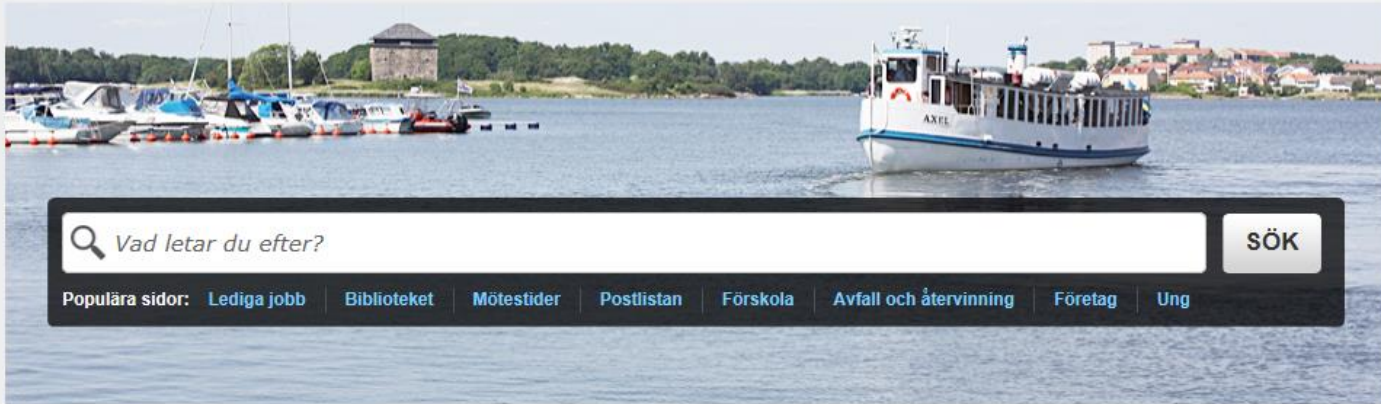 AXEL
Vad letar du efter?
SÖK
Populära sidor: Lediga jobb Biblioteket Mötestider Postlistan Förskola Avfall och återvinning Företag Ung